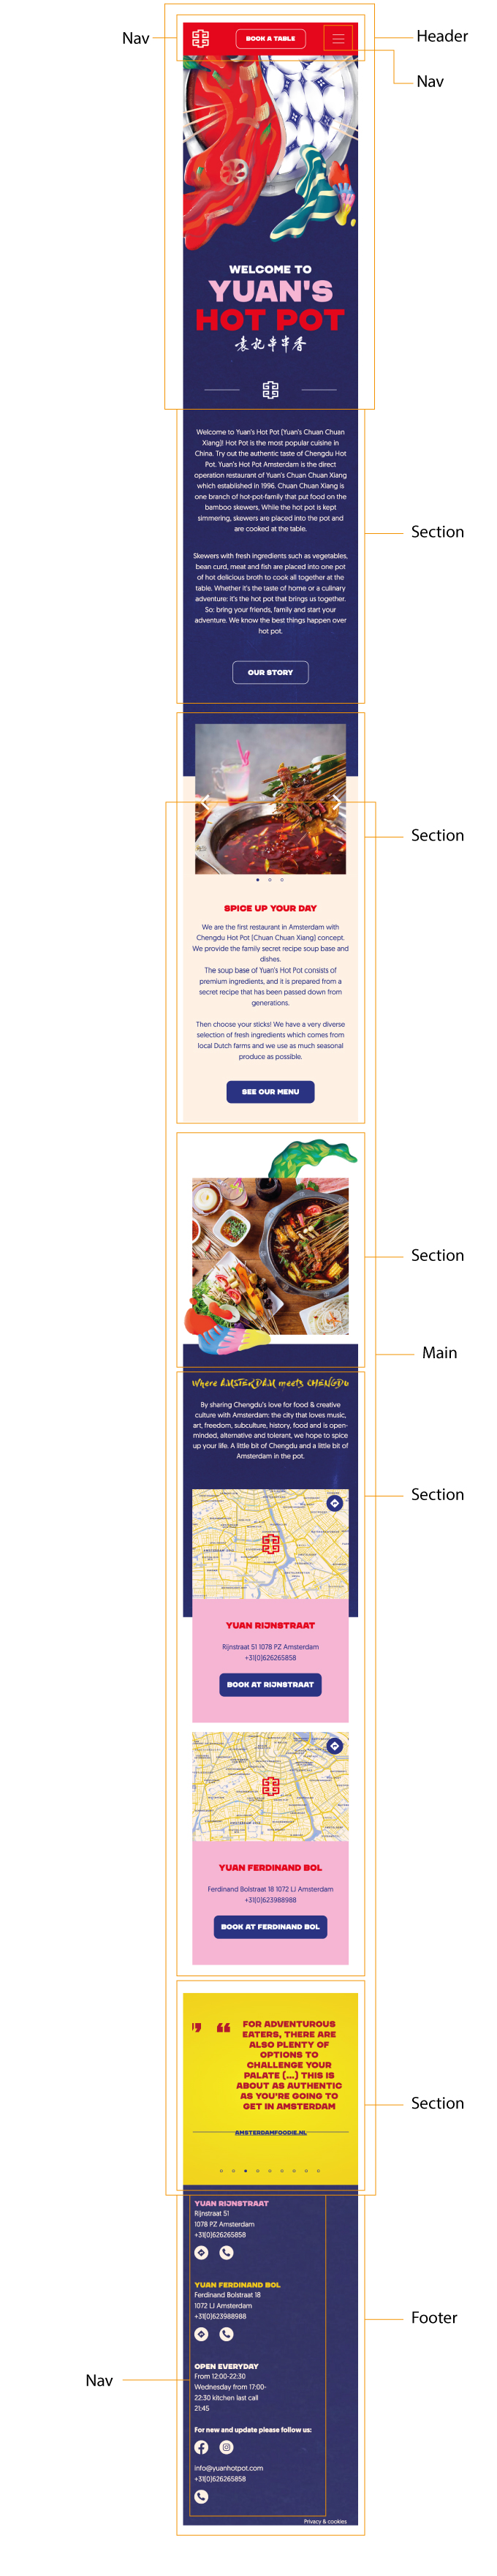 Nav
Header
Nav
BOOK A TABLE
WELCOME TO
YUAN'S
HOT POT
袁記串串香
Welcome to Yuan's Hot Pot (Yuan's Chuan Chuan
Xiang)! Hot Pot is the most popular cuisine in
China. Try out the authentic taste of Chengdu Hot
Pot. Yuan's Hot Pot Amsterdam is the direct
operation restaurant of Yuan's Chuan Chuan Xiang
which established in 1996. Chuan Chuan Xiang is
one branch of hot-pot-family that put food on the
bamboo skewers, While the hot pot is kept
simmering, skewers are placed into the pot and
are cooked at the table.
Section
Skewers with fresh ingredients such as vegetables,
bean curd, meat and fish are placed into one pot
of hot delicious broth to cook all together at the
table. Whether it's the taste of home or a culinary
adventure: it's the hot pot that brings us together.
So: bring your friends, family and start your
adventure. We know the best things happen over
hot pot.
OUR STORY
Section
SPICE UP YOUR DAY
We are the first restaurant in Amsterdam with
Chengdu Hot Pot (Chuan Chuan Xiang) concept.
We provide the family secret recipe soup base and
dishes.
The soup base of Yuan's Hot Pot consists of
premium ingredients, and it is prepared from a
secret recipe that has been passed down from
generations.
Then choose your sticks! We have a very diverse
selection of fresh ingredients which comes from
local Dutch farms and we use as much seasonal
produce as possible.
SEE OUR MENU
Section
Main
Where AMSTERDAM meets CHENGDU
By sharing Chengdu's love for food & creative
culture with Amsterdam: the city that loves music,
art, freedom, subculture, history, food and is open-
minded, alternative and tolerant, we hope to spice
up your life. A little bit of Chengdu and a little bit of
Amsterdam in the pot.
Section
YUAN RIJNSTRAAT
Rijnstraat 51 1078 PZ Amsterdam
+31(0)626265858
BOOK AT RIJNSTRAAT
YUAN FERDINAND BOL
Ferdinand Bolstraat 18 1072 LJ Amsterdam
+31(0)623988988
BOOK AT FERDINAND BOL
FOR ADVENTUROUS
EATERS, THERE ARE
ALSO PLENTY OF
OPTIONS TO
CHALLENGE YOUR
PALATE (...) THIS IS
ABOUT AS AUTHENTIC
AS YOU'RE GOING TO
GET IN AMSTERDAM
Section
AMSTERDAMFOODIE.NL
YUAN RIJNSTRAAT
Rijnstraat 51
1078 PZ Amsterdam
+31(0)626265858
YUAN FERDINAND BOL
Ferdinand Bolstraat 18
1072 LJ Amsterdam
+31(0)623988988
Footer
OPEN EVERYDAY
From 12:00-22:30
Wednesday from 17:00-
22:30 kitchen last call
21:45
Nav
For new and update please follow us:
info@yuanhotpot.com
+31(0)626265858
Privacy & cookies